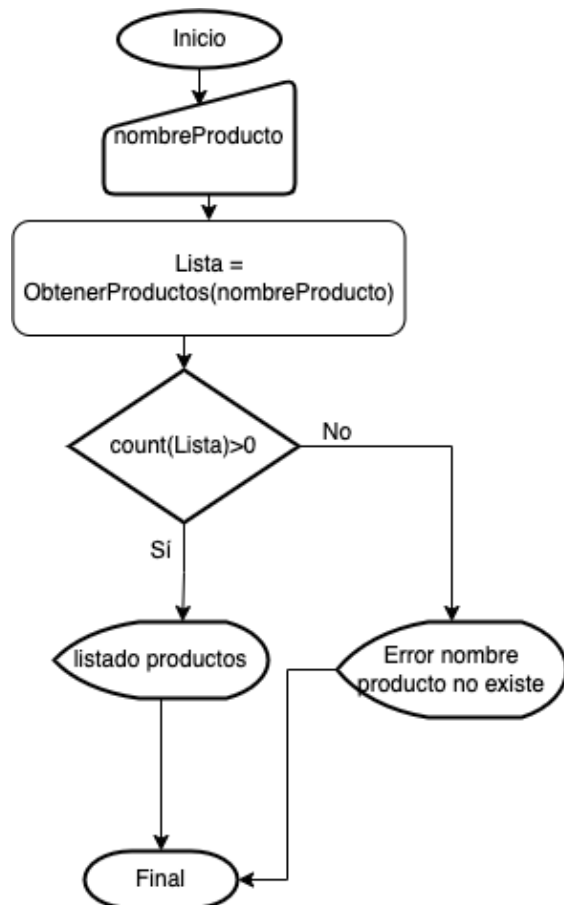 Inicio
nombreProducto
Lista =
ObtenerProductos(nombreProducto)
count(Lista)>0
No
Sí
listado productos
Error nombre
producto no existe
Final